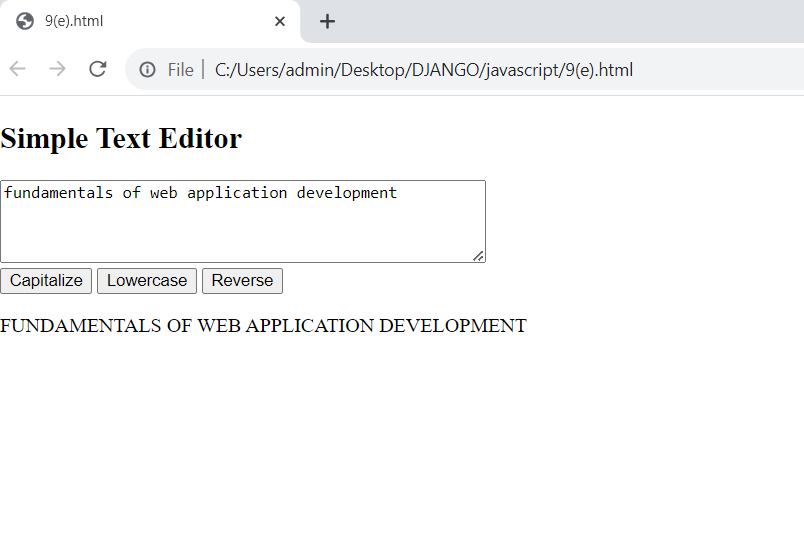 9(e).html
File | C:/Users/admin/Desktop/DJANGO/javascript/9(e).html
Simple Text Editor
fundamentals of web application development
Capitalize Lowercase Reverse
FUNDAMENTALS OF WEB APPLICATION DEVELOPMENT